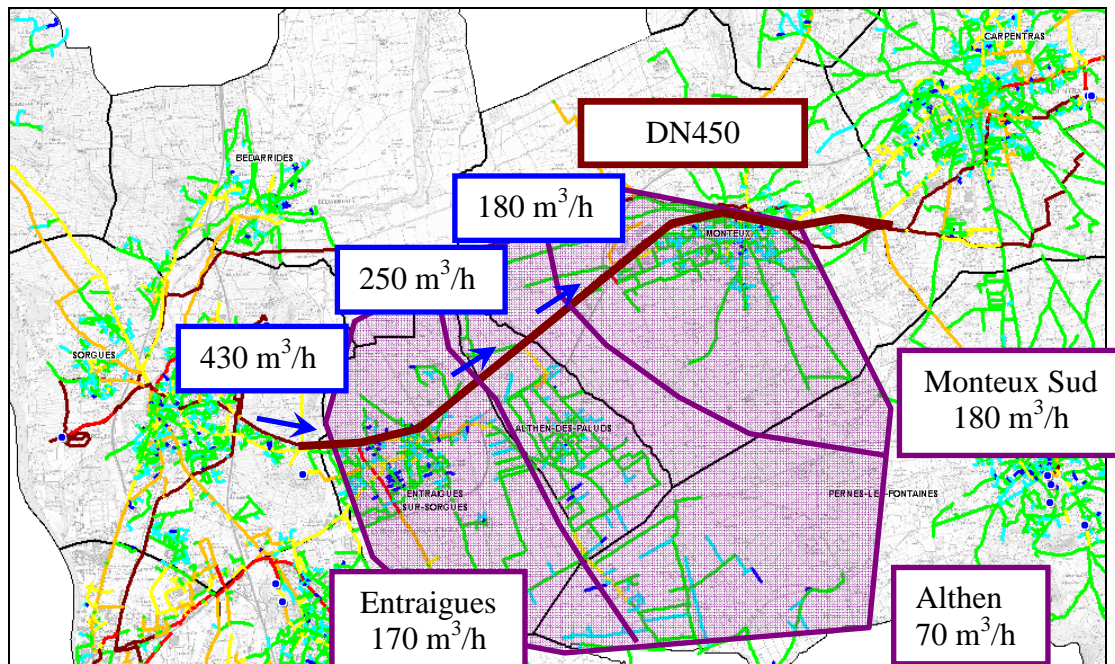 CARPENTRAS
DN450
BEDARRIDES
180 m³/h
MONTEUX
250 m³/h
430 m³/h
SORGUES
Monteux Sud
180 m³/h
ALTHEN-DES-PALUDS
ENTRAIGUES
SUR-SORGUES
PERNES-LES-FONTAINES
Entraigues
170 m³/h
Althen
70 m³/h